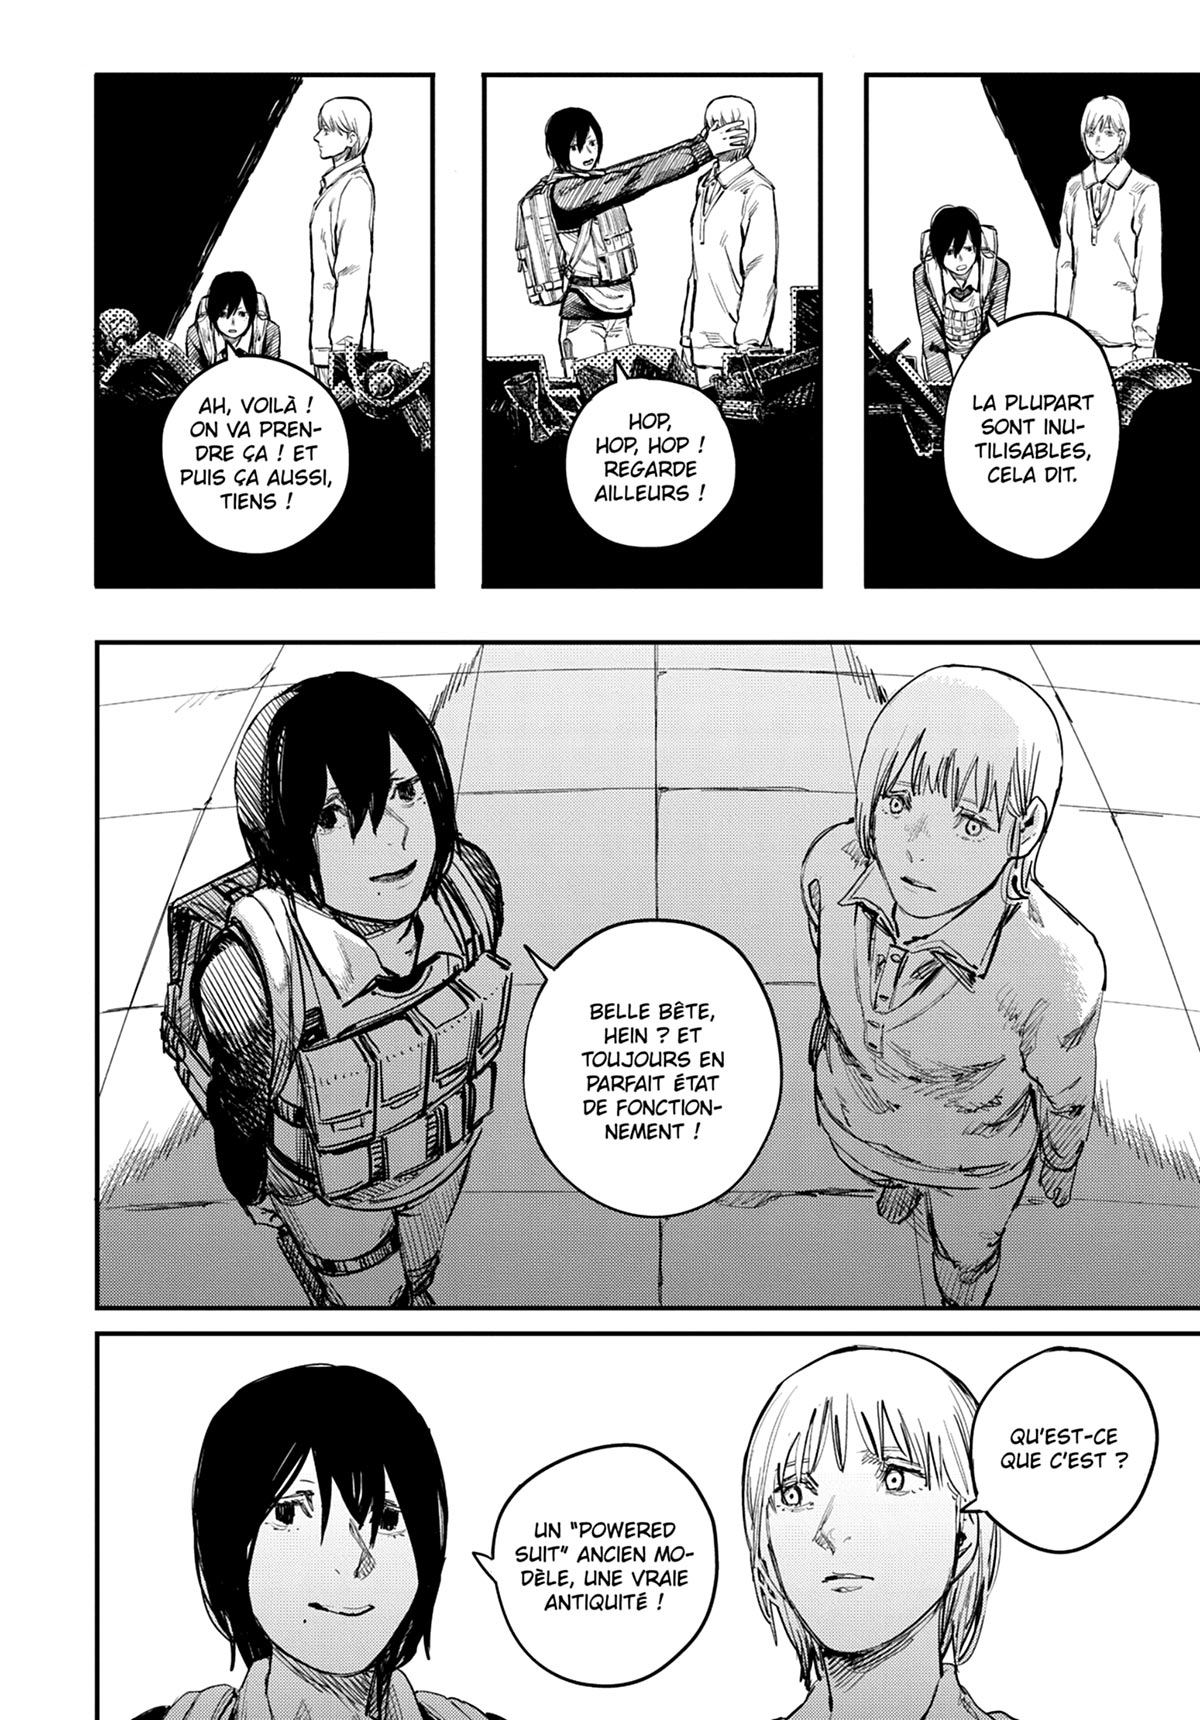 LA PLUPART
SONT INU-
TILISABLES,
CELA DIT.
HOP,
HOP, HOP !
REGARDE
AILLEURS !
AH, VOILÀ !
ON VA PREN-
DRE ÇA ! ET
PUIS ÇA AUSSI,
TIENS !
BELLE BÊTE,
HEIN ? ET
TOUJOURS EN
PARFAIT ÉTAT
DE FONCTION-
NEMENT !
QU'EST-CE
QUE C'EST ?
UN "POWERED
SUIT" ANCIEN MO-
DÈLE, UNE VRAIE
ANTIQUITÉ !